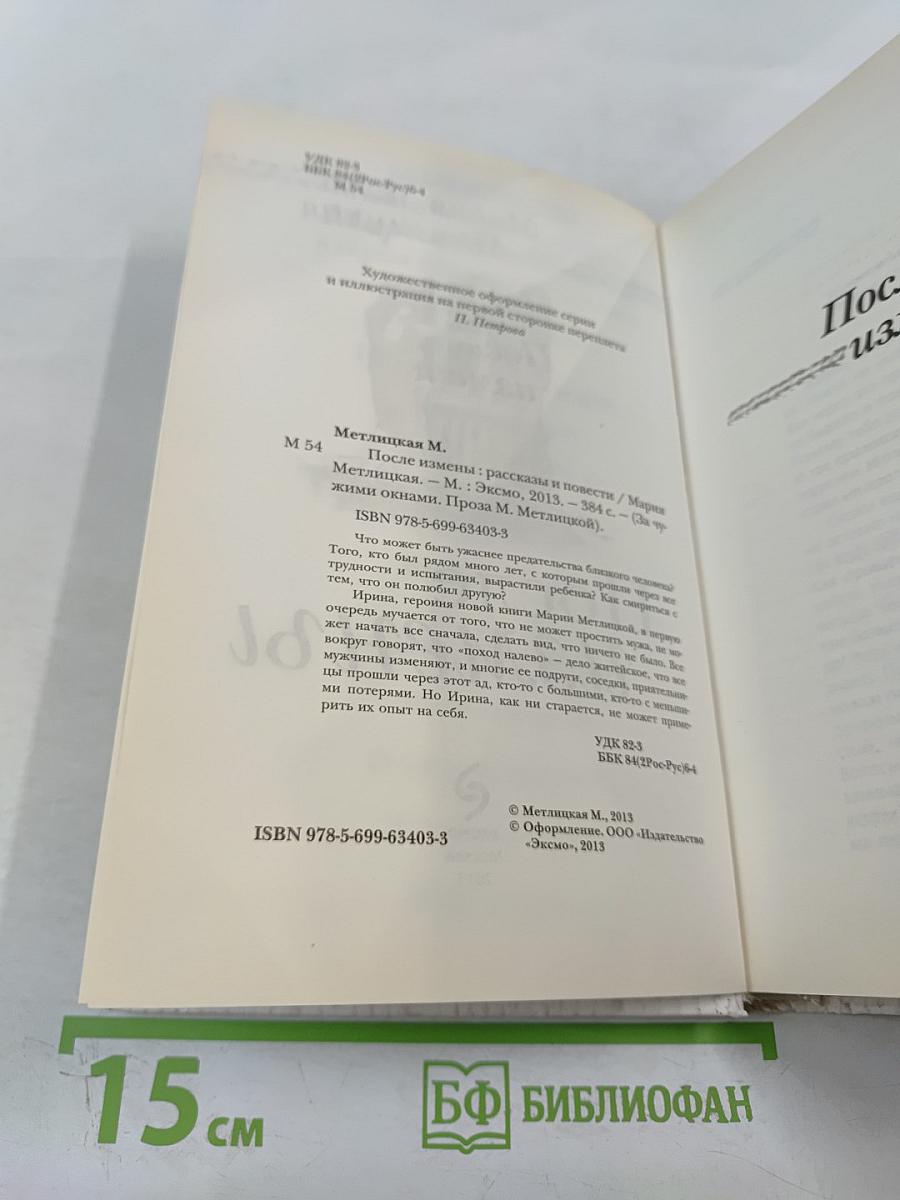 УДК 82-3
ББК 84(2Рос-Рус)6-4
М 54
Художественное оформление серии
и иллюстрация на первой стороне переплета
П. Петрова
Метлицкая М.
М 54
После измены : рассказы и повести / Мария
Метлицкая. — М. : Эксмо, 2013. — 384 с. — (За чу-
жими окнами. Проза М. Метлицкой).
ISBN 978-5-699-63403-3
Что может быть ужаснее предательства близкого человека?
Того, кто был рядом много лет, с которым прошли через все
трудности и испытания, вырастили ребенка? Как смириться с
тем, что он полюбил другую?
Ирина, героиня новой книги Марии Метлицкой, в первую
очередь мучается от того, что не может простить мужа, не мо-
жет начать все сначала, сделать вид, что ничего не было. Все
вокруг говорят, что «поход налево» — дело житейское, что все
мужчины изменяют, и многие ее подруги, соседки, приятельни-
цы прошли через этот ад, кто-то с большими, кто-то с меньши-
ми потерями. Но Ирина, как ни старается, не может приме-
рить их опыт на себя.
УДК 82-3
ББК 84(2Рос-Рус)6-4
© Метлицкая М., 2013
© Оформление. ООО «Издательство
«Эксмо», 2013
ISBN 978-5-699-63403-3
Посл
изм
15 см
БФ БИБЛИОФАН